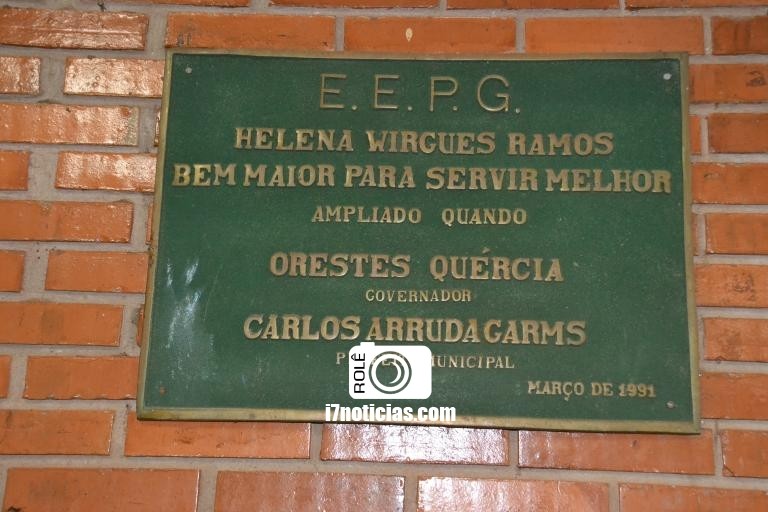 E.E.P.G.
HELENA WIRGUES RAMOS
BEM MAIOR PARA SERVIR MELHOR
AMPLIADO QUANDO
ORESTES QUÉRCIA
GOVERNADOR
CARLOS ARRUDA GARMS
MUNICIPAL
MARÇO DE 1991
ROLÊ
i7noticias.com